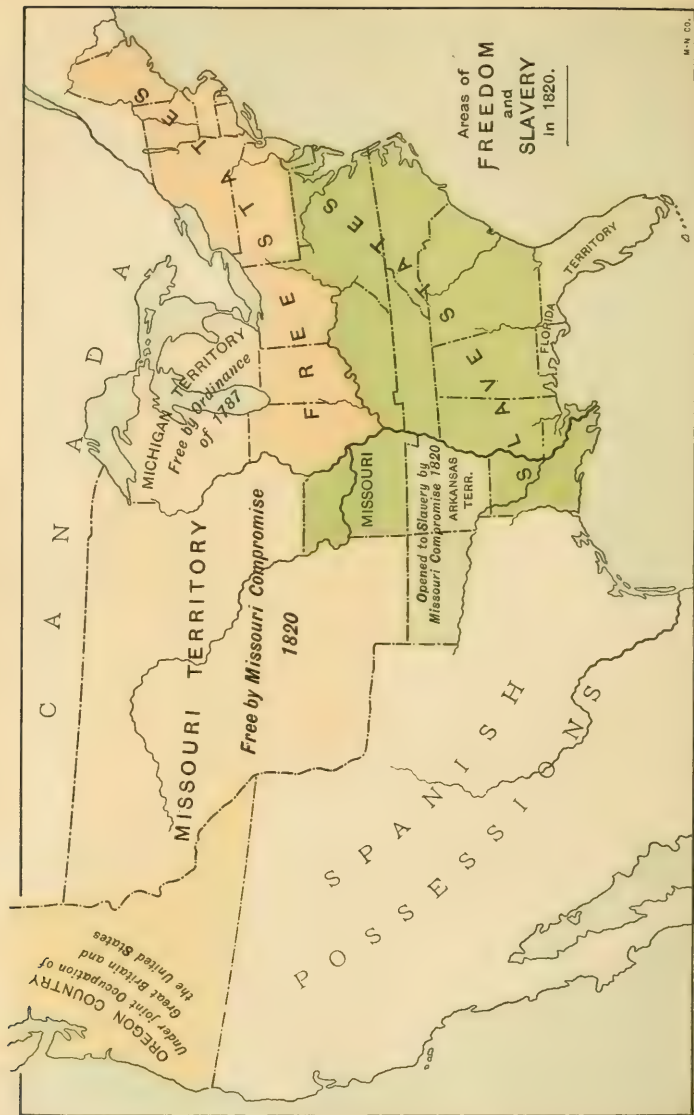 Areas of
FREEDOM
and
SLAVERY
in 1820.
CANADA
OREGON COUNTRY
Under Joint Occupation of
Great Britain and
the United States
MISSOURI TERRITORY
Free by Missouri Compromise
1820
MICHIGAN TERRITORY
Free by Ordinance
of 1787
FREE STATES
MISSOURI
Opened to Slavery by
Missouri Compromise 1820
ARKANSAS
TERR.
SLAVE STATES
FLORIDA
TERRITORY
SPANISH
POSSESSIONS
M-N CO.